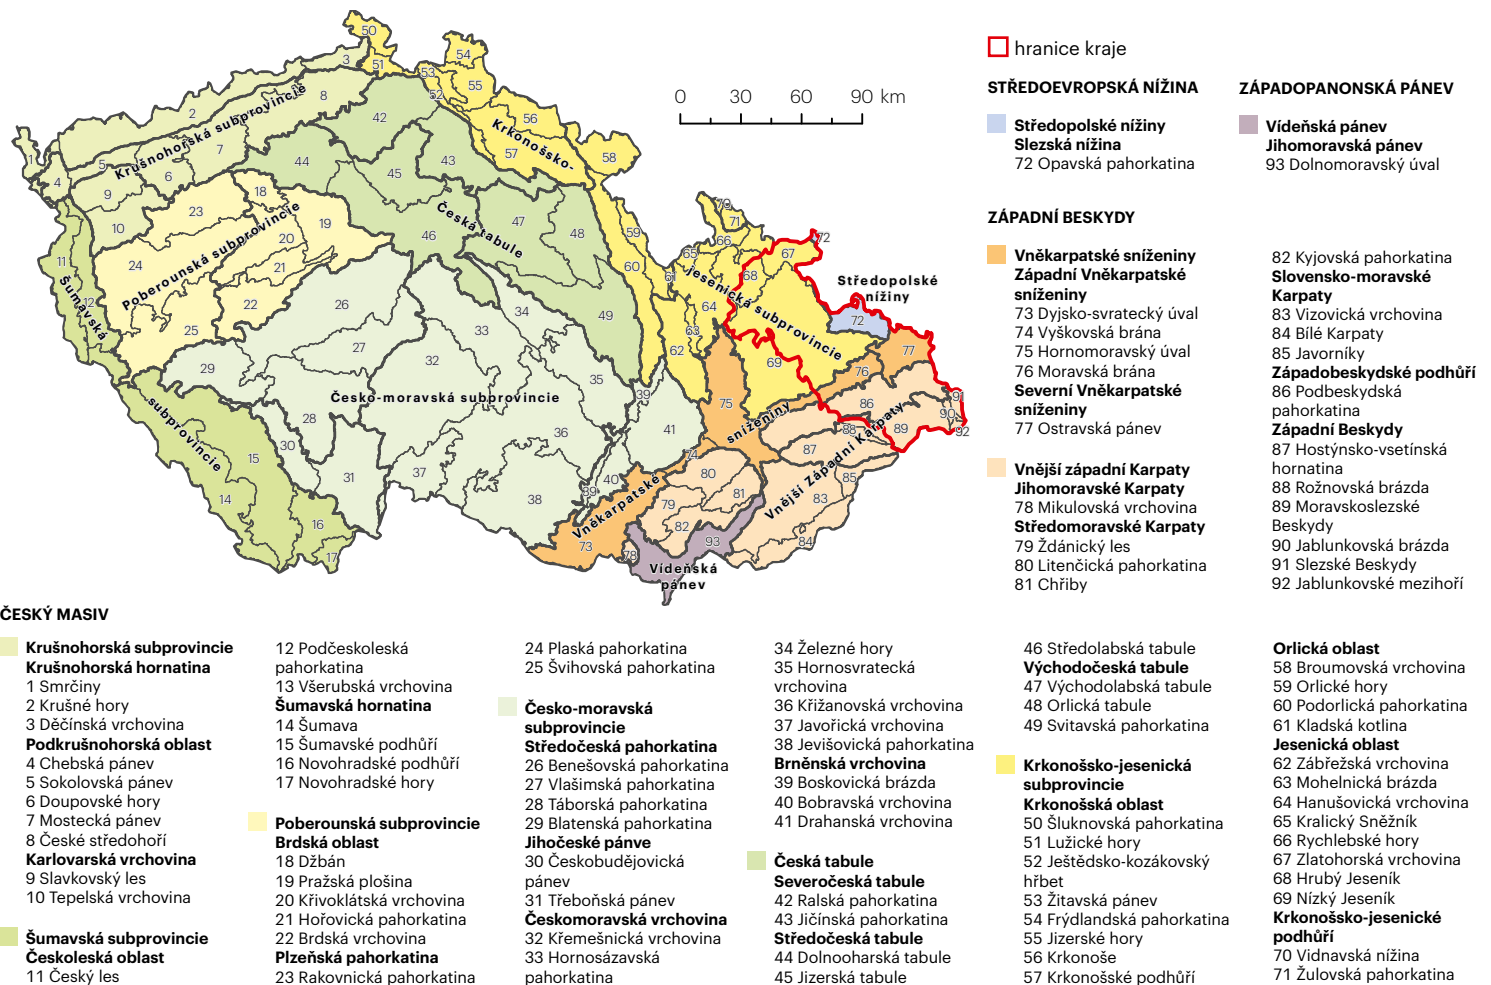 hranice kraje
0 30 60 90 km
STŘEDOEVROPSKÁ NÍŽINA
Středopolské nížiny
Slezská nížina
72 Opavská pahorkatina
ZÁPADOPANONSKÁ PÁNEV
Vídeňská pánev
Jihomoravská pánev
93 Dolnomoravský úval
ZÁPADNÍ BESKYDY
Vněkarpatské sníženiny
Západní Vněkarpatské
sníženiny
73 Dyjsko-svratecký úval
74 Vyškovská brána
75 Hornomoravský úval
76 Moravská brána
Severní Vněkarpatské
sníženiny
77 Ostravská pánev
Vnější západní Karpaty
Jihomoravské Karpaty
78 Mikulovská vrchovina
Středomoravské Karpaty
79 Ždánický les
80 Litenčická pahorkatina
81 Chřiby
82 Kyjovská pahorkatina
Slovensko-moravské
Karpaty
83 Vizovická vrchovina
84 Bílé Karpaty
85 Javorníky
Západobeskydské podhůří
86 Podbeskydská
pahorkatina
Západní Beskydy
87 Hostýnsko-vsetínská
hornatina
88 Rožnovská brázda
89 Moravskoslezské
Beskydy
90 Jablunkovská brázda
91 Slezské Beskydy
92 Jablunkovské mezihoří
Krušnohorská subprovincie
Krkonošsko-
jesenická subprovincie
Poberounská subprovincie
Česká tabule
Šumavská
subprovincie
Česko-moravská subprovincie
Středopolské
nížiny
Vněkarpatské
sníženiny
Vnější Západní Karpaty
Vídeňská
pánev
ČESKÝ MASIV
Krušnohorská subprovincie
Krušnohorská hornatina
1 Smrčiny
2 Krušné hory
3 Děčínská vrchovina
Podkrušnohorská oblast
4 Chebská pánev
5 Sokolovská pánev
6 Doupovské hory
7 Mostecká pánev
8 České středohoří
Karlovarská vrchovina
9 Slavkovský les
10 Tepelská vrchovina
Šumavská subprovincie
Českoleská oblast
11 Český les
12 Podčeskoleská
pahorkatina
13 Všerubská vrchovina
Šumavská hornatina
14 Šumava
15 Šumavské podhůří
16 Novohradské podhůří
17 Novohradské hory
Poberounská subprovincie
Brdská oblast
18 Džbán
19 Pražská plošina
20 Křivoklátská vrchovina
21 Hořovická pahorkatina
22 Brdská vrchovina
Plzeňská pahorkatina
23 Rakovnická pahorkatina
24 Plaská pahorkatina
25 Švihovská pahorkatina
Česko-moravská
subprovincie
Středočeská pahorkatina
26 Benešovská pahorkatina
27 Vlašimská pahorkatina
28 Táborská pahorkatina
29 Blatenská pahorkatina
Jihočeské pánve
30 Českobudějovická
pánev
31 Třeboňská pánev
Českomoravská vrchovina
32 Křemešnická vrchovina
33 Hornosázavská
pahorkatina
34 Železné hory
35 Hornosvratecká
vrchovina
36 Křižanovská vrchovina
37 Javořická vrchovina
38 Jevišovická pahorkatina
Brněnská vrchovina
39 Boskovická brázda
40 Bobravská vrchovina
41 Drahanská vrchovina
Česká tabule
Severočeská tabule
42 Ralská pahorkatina
43 Jičínská pahorkatina
Středočeská tabule
44 Dolnooharská tabule
45 Jizerská tabule
46 Středolabská tabule
Východočeská tabule
47 Východolabská tabule
48 Orlická tabule
49 Svitavská pahorkatina
Krkonošsko-jesenická
subprovincie
Krkonošská oblast
50 Šluknovská pahorkatina
51 Lužické hory
52 Ještědsko-kozákovský
hřbet
53 Žitavská pánev
54 Frýdlandská pahorkatina
55 Jizerské hory
56 Krkonoše
57 Krkonošské podhůří
Orlická oblast
58 Broumovská vrchovina
59 Orlické hory
60 Podorlická pahorkatina
61 Kladská kotlina
Jesenická oblast
62 Zábřežská vrchovina
63 Mohelnická brázda
64 Hanušovická vrchovina
65 Kralický Sněžník
66 Rychlebské hory
67 Zlatohorská vrchovina
68 Hrubý Jeseník
69 Nízký Jeseník
Krkonošsko-jesenické
podhůří
70 Vidnavská nížina
71 Žulovská pahorkatina